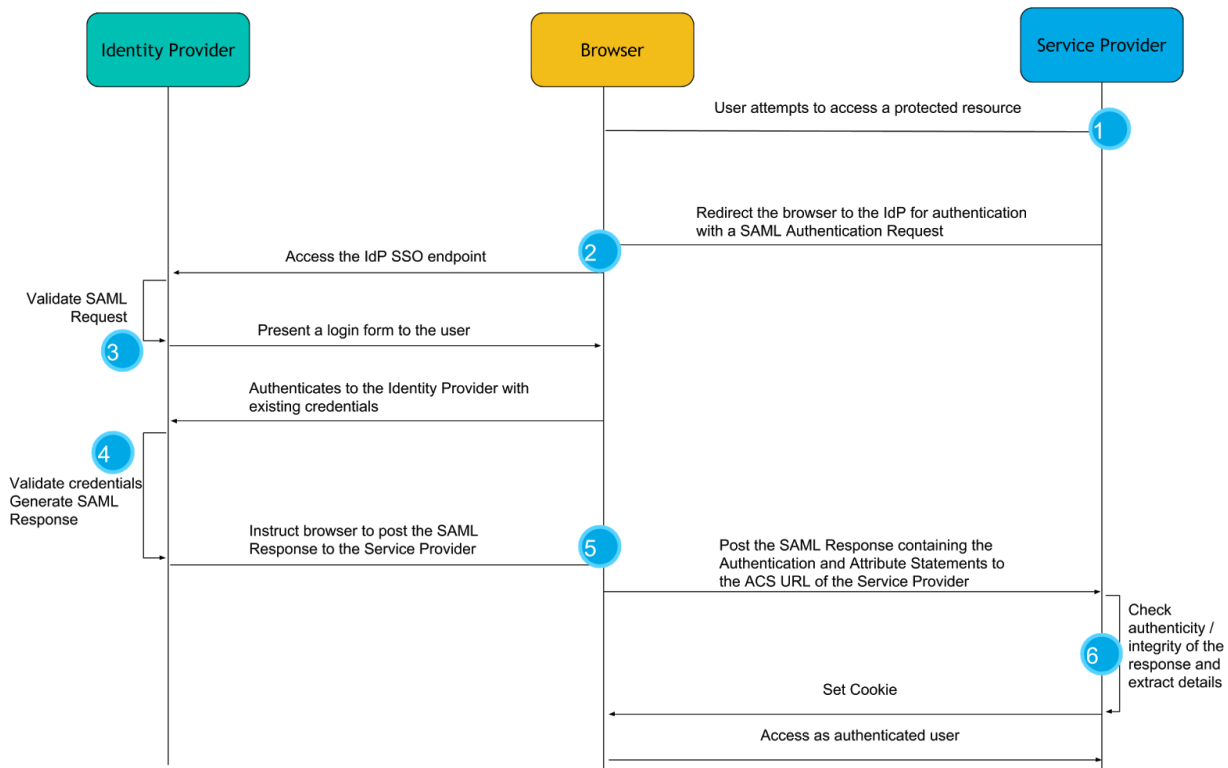 Identity Provider
Browser
Service Provider
User attempts to access a protected resource
1
Redirect the browser to the IdP for authentication
with a SAML Authentication Request
2
Access the IdP SSO endpoint
Validate SAML
Request
3
Present a login form to the user
Authenticates to the Identity Provider with
existing credentials
4
Validate credentials
Generate SAML
Response
Instruct browser to post the SAML
Response to the Service Provider
5
Post the SAML Response containing the
Authentication and Attribute Statements to
the ACS URL of the Service Provider
Check
authenticity /
integrity of the
response and
extract details
6
Set Cookie
Access as authenticated user